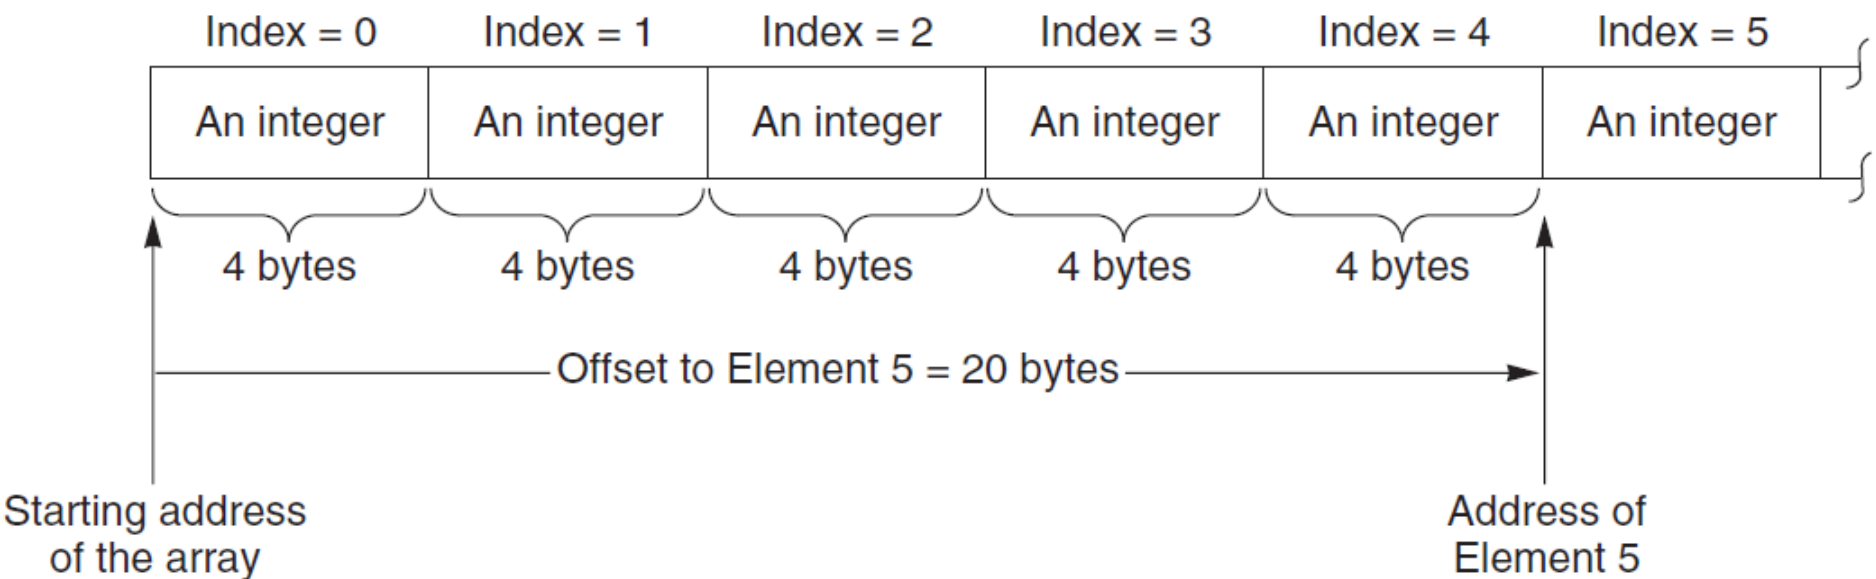 Index = 0 Index = 1 Index = 2 Index = 3 Index = 4 Index = 5
An integer An integer An integer An integer An integer An integer
4 bytes 4 bytes 4 bytes 4 bytes 4 bytes
Offset to Element 5 = 20 bytes
Starting address
of the array
Address of
Element 5